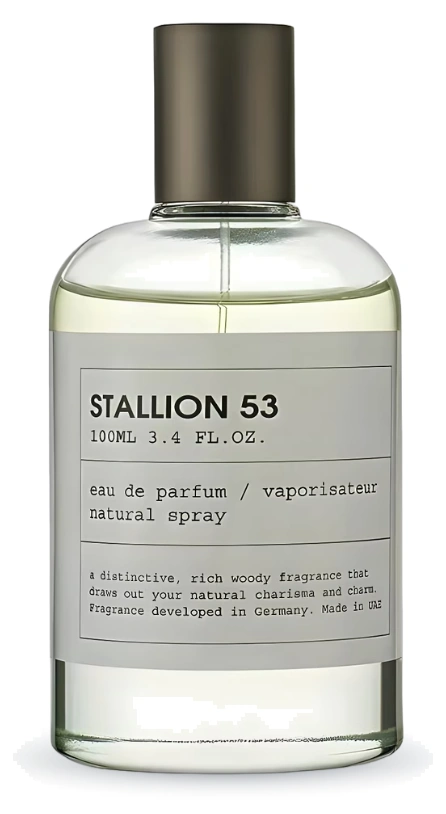 STALLION 53
100ML 3.4 FL.OZ.
eau de parfum / vaporisateur
natural spray
a distinctive, rich woody fragrance that
draws out your natural charisma and charm.
Fragrance developed in Germany. Made in UAE